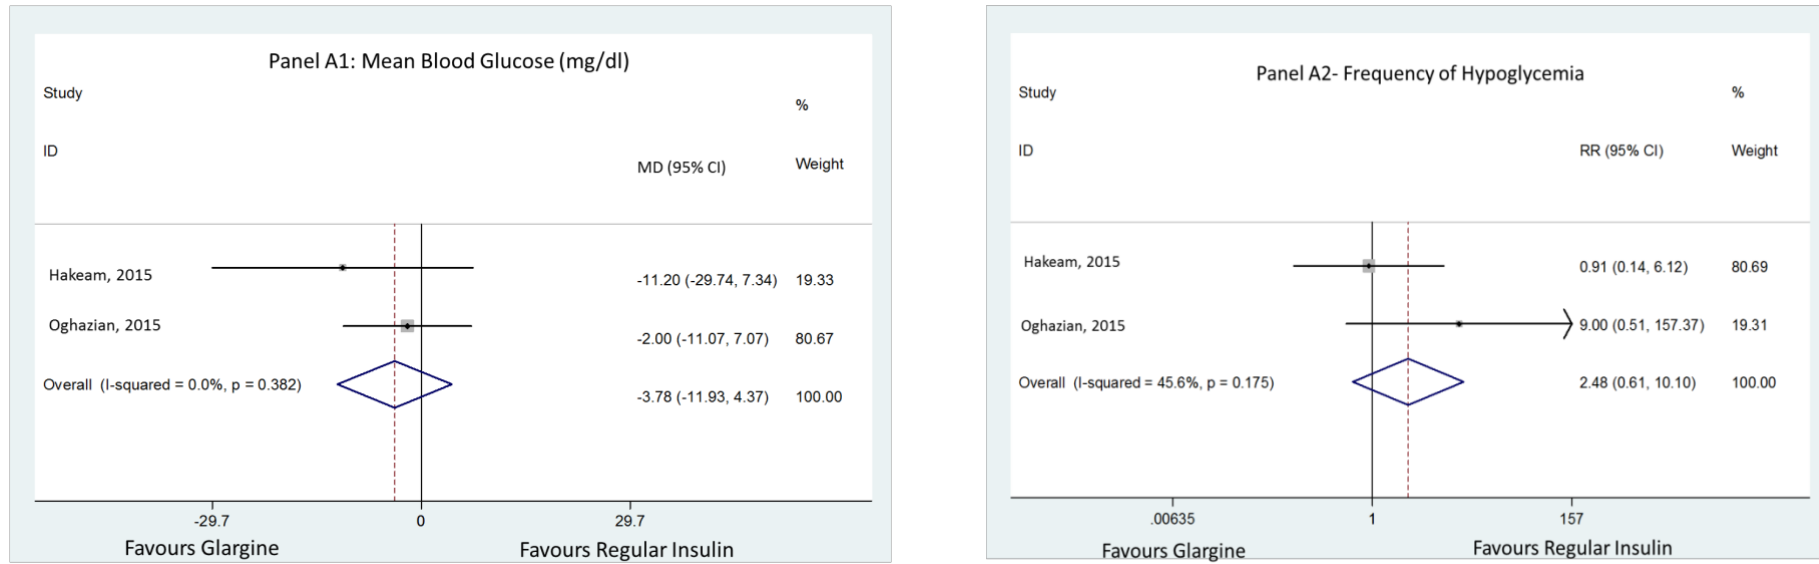 Panel A1: Mean Blood Glucose (mg/dl)
Study
%
ID
MD (95% CI)
Weight
Hakeam, 2015
-11.20 (-29.74, 7.34) 19.33
Oghazian, 2015
-2.00 (-11.07, 7.07) 80.67
Overall (I-squared = 0.0%, p = 0.382)
-3.78 (-11.93, 4.37) 100.00
-29.7 0 29.7
Favours Glargine Favours Regular Insulin
Panel A2- Frequency of Hypoglycemia
Study %
ID RR (95% CI) Weight
Hakeam, 2015 0.91 (0.14, 6.12) 80.69
Oghazian, 2015 9.00 (0.51, 157.37) 19.31
Overall (I-squared = 45.6%, p = 0.175) 2.48 (0.61, 10.10) 100.00
.00635 1 157
Favours Glargine Favours Regular Insulin